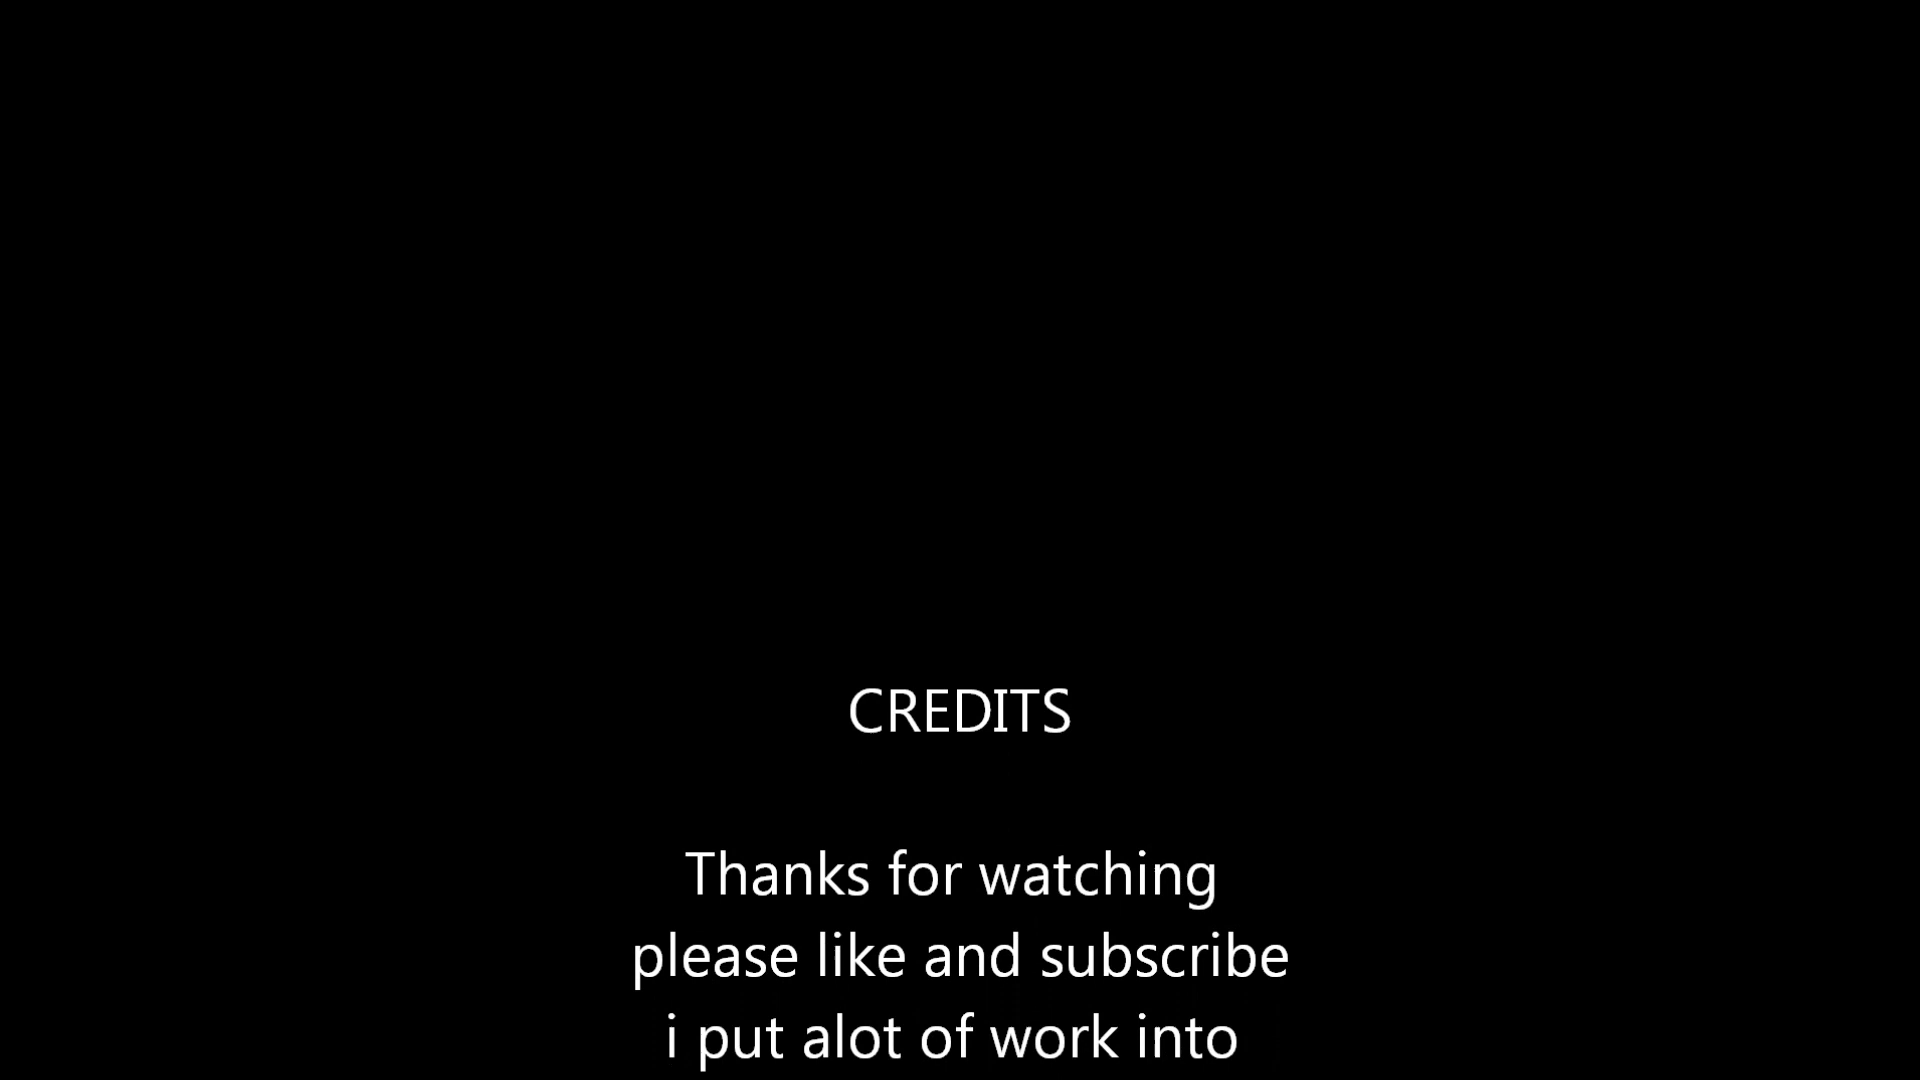 CREDITS
Thanks for watching
please like and subscribe
i put alot of work into